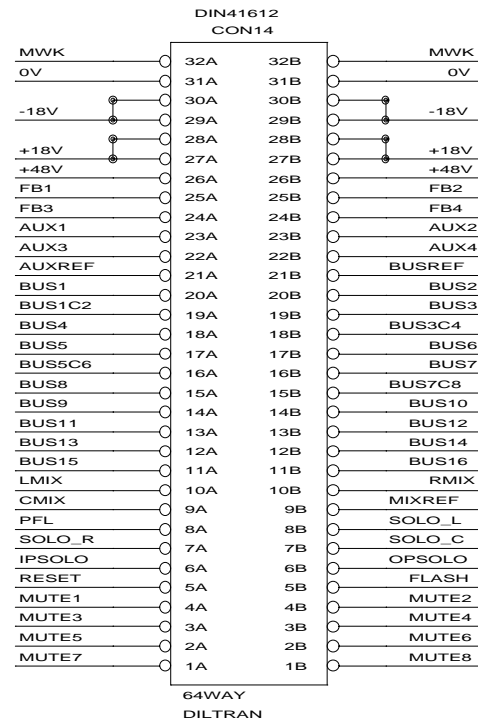 DIN41612
CON14
MWK 32A 32B MWK
0V 31A 31B 0V
30A 30B
-18V 29A 29B -18V
28A 28B
+18V 27A 27B +18V
+48V 26A 26B +48V
FB1 25A 25B FB2
FB3 24A 24B FB4
AUX1 23A 23B AUX2
AUX3 22A 22B AUX4
AUXREF 21A 21B BUSREF
BUS1 20A 20B BUS2
BUS1C2 19A 19B BUS3
BUS4 18A 18B BUS3C4
BUS5 17A 17B BUS6
BUS5C6 16A 16B BUS7
BUS8 15A 15B BUS7C8
BUS9 14A 14B BUS10
BUS11 13A 13B BUS12
BUS13 12A 12B BUS14
BUS15 11A 11B BUS16
LMIX 10A 10B RMIX
CMIX 9A 9B MIXREF
PFL 8A 8B SOLO_L
SOLO_R 7A 7B SOLO_C
IPSOLO 6A 6B OPSOLO
RESET 5A 5B FLASH
MUTE1 4A 4B MUTE2
MUTE3 3A 3B MUTE4
MUTE5 2A 2B MUTE6
MUTE7 1A 1B MUTE8
64WAY
DILTRAN